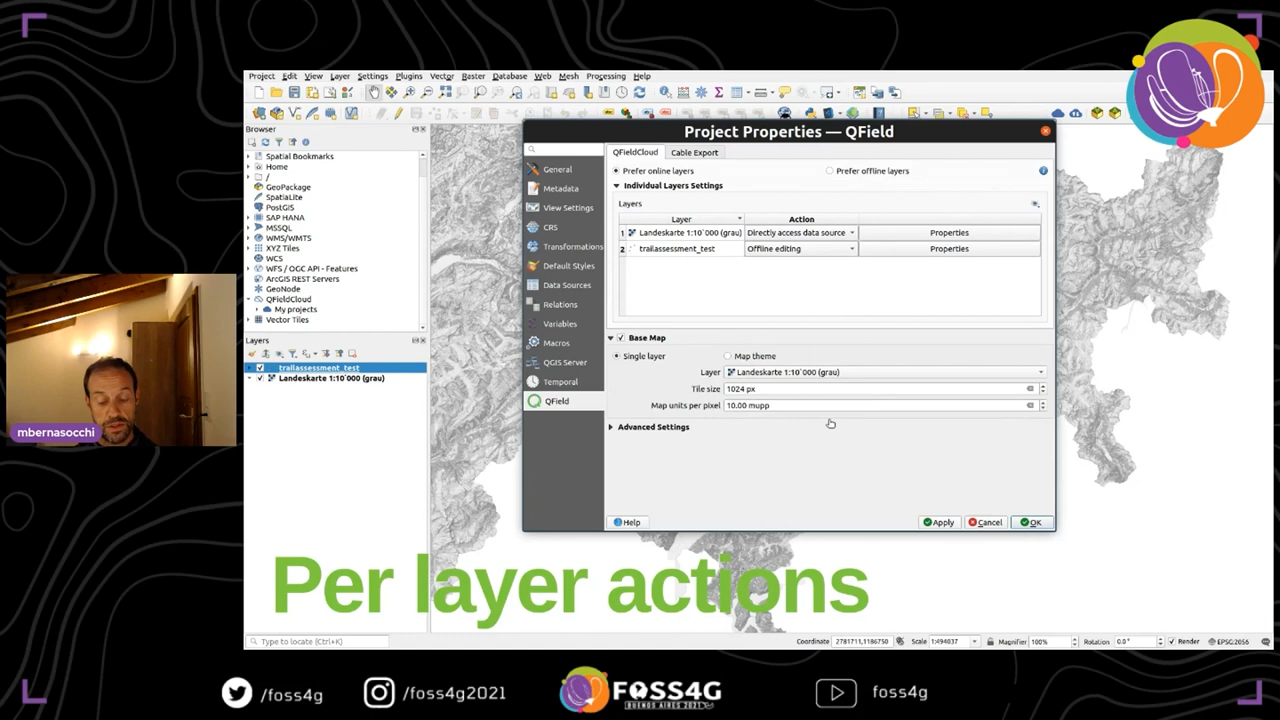 Project Edit View Layer Settings Plugins Vector Raster Database Web Mesh Processing Help
Browser
Spatial Bookmarks
Home
/
GeoPackage
SpatiaLite
PostGIS
SAP HANA
MSSQL
WMS/WMTS
XYZ Tiles
WCS
WFS / OGC API - Features
ArcGIS REST Servers
GeoNode
QFieldCloud
My projects
Vector Tiles
Layers
trailassessment_test
Landeskarte 1:10`000 (grau)
Project Properties — QField
General
Metadata
View Settings
CRS
Transformations
Default Styles
Data Sources
Relations
Variables
Macros
QGIS Server
Temporal
QField
QFieldCloud Cable Export
Prefer online layers Prefer offline layers
Individual Layers Settings
Layers
Layer Action
1 Landeskarte 1:10`000 (grau) Directly access data source Properties
2 trailassessment_test Offline editing Properties
Base Map
Single layer Map theme
Layer Landeskarte 1:10`000 (grau)
Tile size 1024 px
Map units per pixel 10.00 mupp
Advanced Settings
Help Apply Cancel OK
mbernasocchi
Per layer actions
Type to locate (Ctrl+K) Coordinate 2781711,1186750 Scale 1:494037 Magnifier 100% Rotation 0.0 ° Render EPSG:2056
/foss4g /foss4g2021 FOSS4G foss4g
BUENOS AIRES 2021